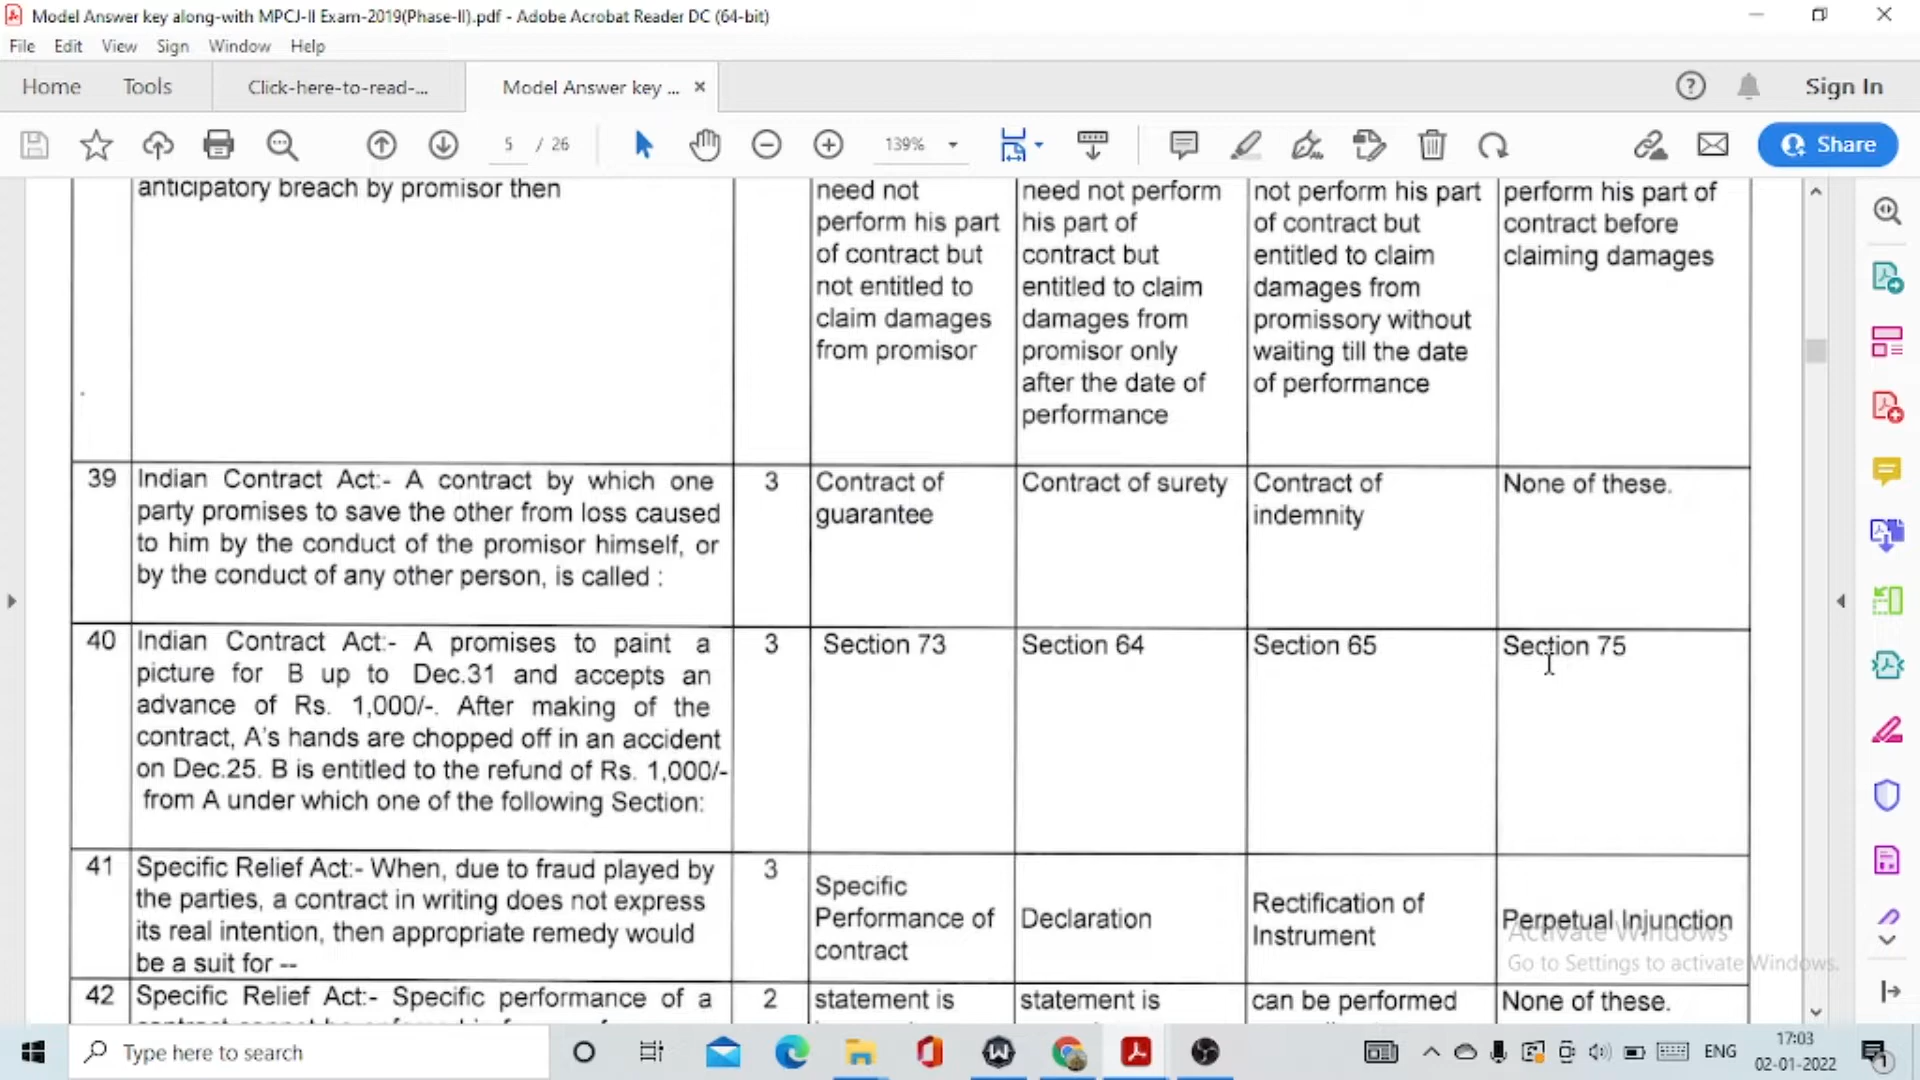 Model Answer key along-with MPCJ-II Exam-2019(Phase-II).pdf - Adobe Acrobat Reader DC (64-bit)
File Edit View Sign Window Help
Home Tools Click-here-to-read-... Model Answer key ... × Sign In
5 / 26 139% Share
anticipatory breach by promisor then
need not
perform his part
of contract but
not entitled to
claim damages
from promisor
need not perform
his part of
contract but
entitled to claim
damages from
promisor only
after the date of
performance
not perform his part
of contract but
entitled to claim
damages from
promissory without
waiting till the date
of performance
perform his part of
contract before
claiming damages
39
Indian Contract Act:- A contract by which one
party promises to save the other from loss caused
to him by the conduct of the promisor himself, or
by the conduct of any other person, is called :
3
Contract of
guarantee
Contract of surety
Contract of
indemnity
None of these.
40
Indian Contract Act:- A promises to paint a
picture for B up to Dec.31 and accepts an
advance of Rs. 1,000/-. After making of the
contract, A's hands are chopped off in an accident
on Dec.25. B is entitled to the refund of Rs. 1,000/-
from A under which one of the following Section:
3
Section 73
Section 64
Section 65
Section 75
41
Specific Relief Act:- When, due to fraud played by
the parties, a contract in writing does not express
its real intention, then appropriate remedy would
be a suit for --
3
Specific
Performance of
contract
Declaration
Rectification of
Instrument
Perpetual Injunction
Activate Windows
Go to Settings to activate Windows.
42
Specific Relief Act:- Specific performance of a
2
statement is
statement is
can be performed
None of these.
Type here to search
ENG
17:03
02-01-2022
1